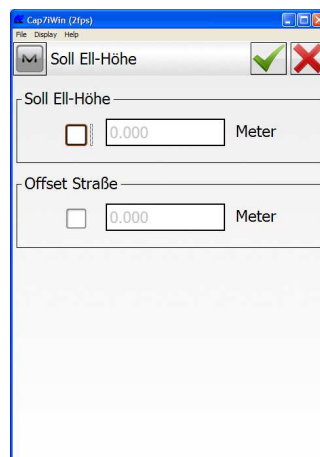 Cap7iWin (2fps)
File Display Help
M Soll Ell-Höhe
Soll Ell-Höhe
0.000 Meter
Offset Straße
0.000 Meter